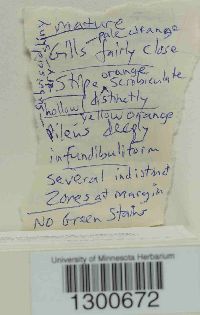 mature
pale orange
Gills fairly close
orange
Stipe ^ Scrobiculate
hollow distinctly
yellow orange
Pileus deeply
infundibuliform
several indistinct
Zones at margin
NO Green Stains
University of Minnesota Herbarium
1300672